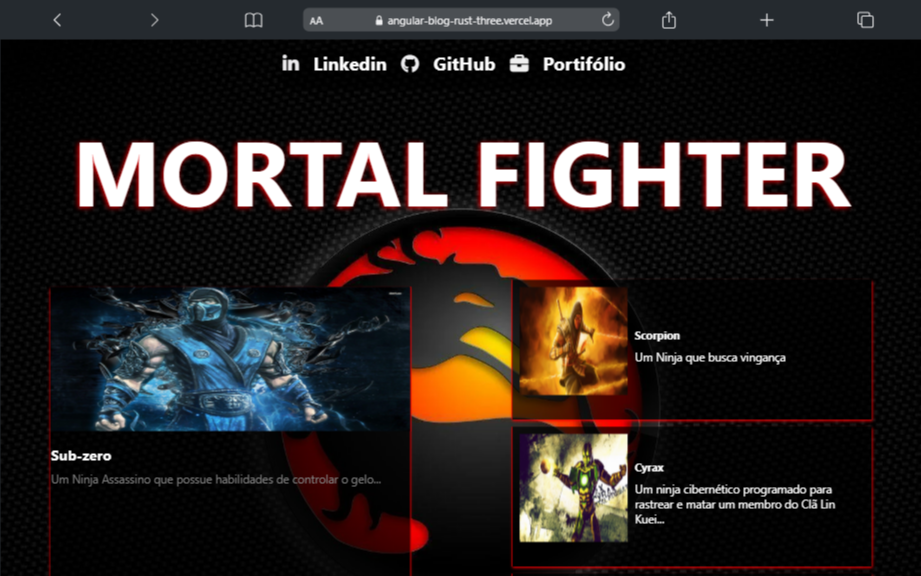 AA angular-blog-rust-three.vercel.app
in Linkedin GitHub Portifólio
MORTAL FIGHTER
Sub-zero
Um Ninja Assassino que possue habilidades de controlar o gelo...
Scorpion
Um Ninja que busca vingança
Cyrax
Um ninja cibernético programado para
rastrear e matar um membro do Clã Lin
Kuei...